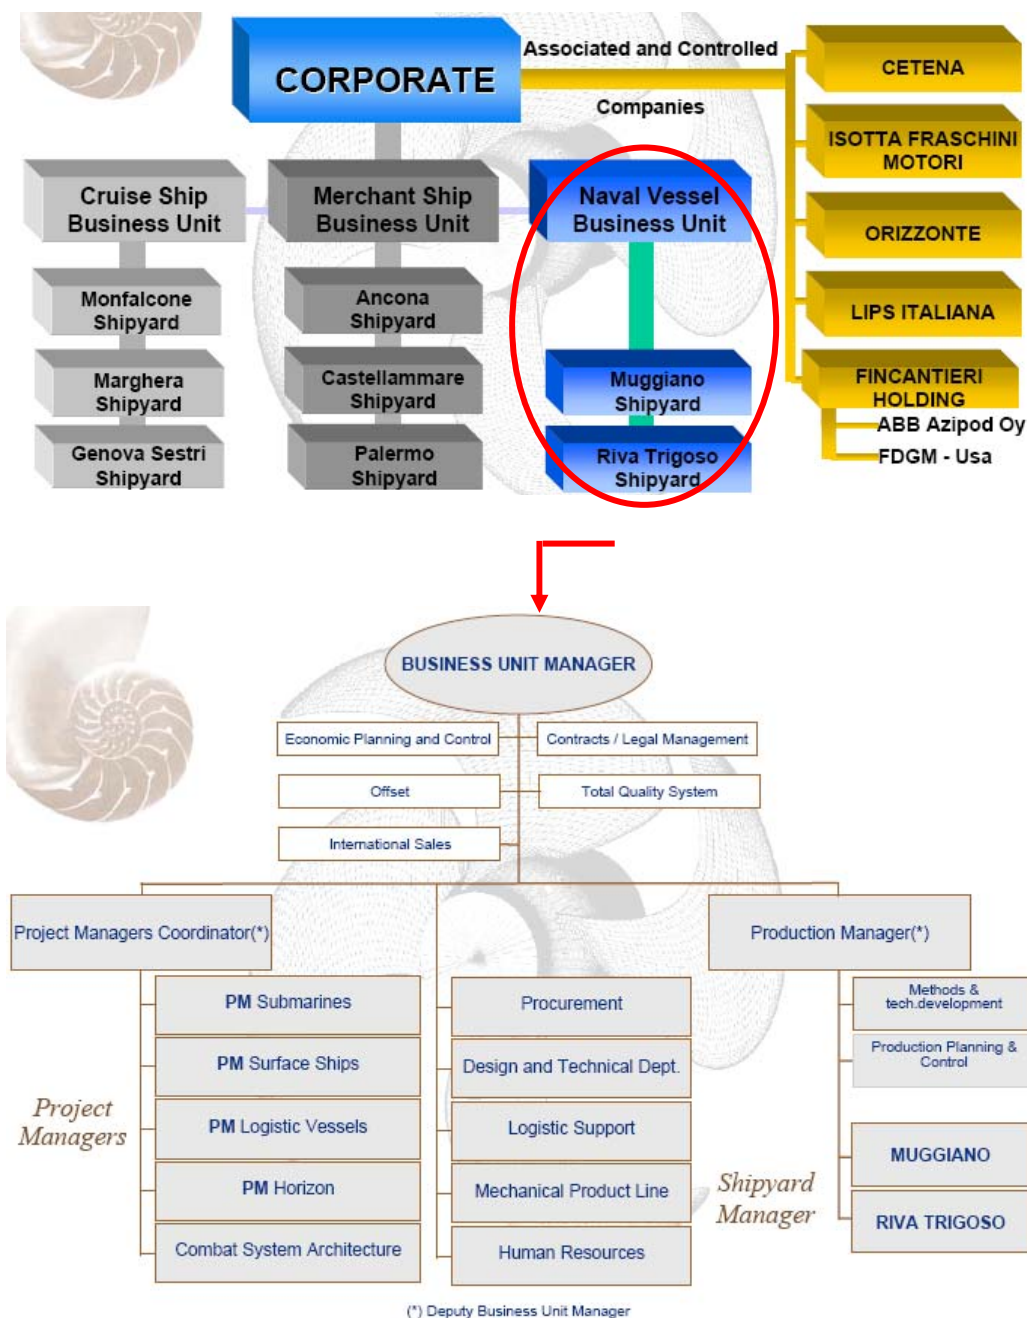 CORPORATE
Associated and Controlled
Companies
CETENA
ISOTTA FRASCHINI
MOTORI
ORIZZONTE
LIPS ITALIANA
FINCANTIERI
HOLDING
ABB Azipod Oy
FDGM - Usa
Cruise Ship
Business Unit
Monfalcone
Shipyard
Marghera
Shipyard
Genova Sestri
Shipyard
Merchant Ship
Business Unit
Ancona
Shipyard
Castellammare
Shipyard
Palermo
Shipyard
Naval Vessel
Business Unit
Muggiano
Shipyard
Riva Trigoso
Shipyard
BUSINESS UNIT MANAGER
Economic Planning and Control
Contracts / Legal Management
Offset
Total Quality System
International Sales
Project Managers Coordinator(*)
Production Manager(*)
Project
Managers
PM Submarines
PM Surface Ships
PM Logistic Vessels
PM Horizon
Combat System Architecture
Procurement
Design and Technical Dept.
Logistic Support
Mechanical Product Line
Human Resources
Methods &
tech.development
Production Planning &
Control
Shipyard
Manager
MUGGIANO
RIVA TRIGOSO
(*) Deputy Business Unit Manager